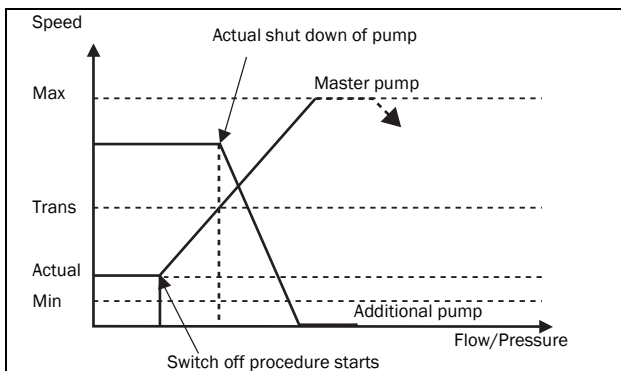 Speed
Actual shut down of pump
Max
Master pump
Trans
Actual
Min
Additional pump
Flow/Pressure
Switch off procedure starts